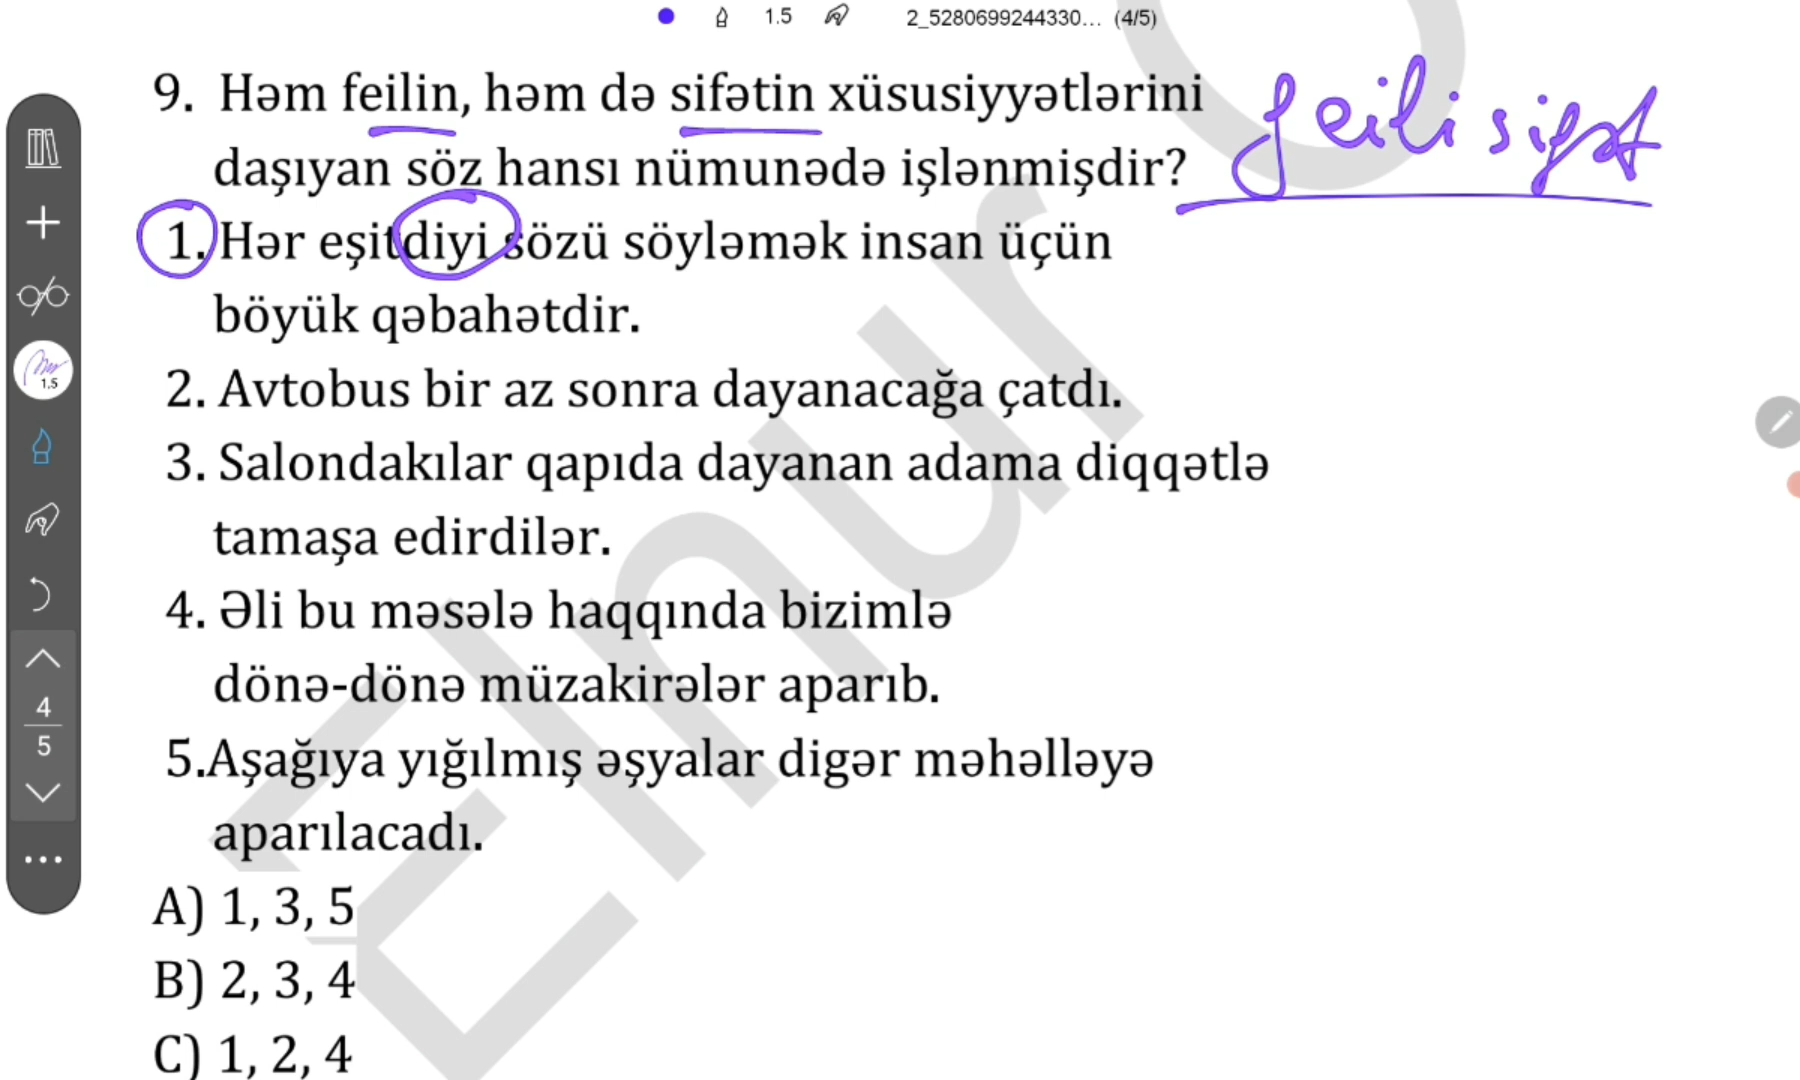 1.5 2_5280699244330... (4/5)
9. Həm feilin, həm də sifətin xüsusiyyətlərini
feili sifət
daşıyan söz hansı nümunədə işlənmişdir?
1. Hər eşitdiyi sözü söyləmək insan üçün
böyük qəbahətdir.
2. Avtobus bir az sonra dayanacağa çatdı.
3. Salondakılar qapıda dayanan adama diqqətlə
tamaşa edirdilər.
4. Əli bu məsələ haqqında bizimlə
dönə-dönə müzakirələr aparıb.
5.Aşağıya yığılmış əşyalar digər məhəlləyə
aparılacadı.
A) 1, 3, 5
B) 2, 3, 4
C) 1, 2, 4
1.5
4
5
Elnur